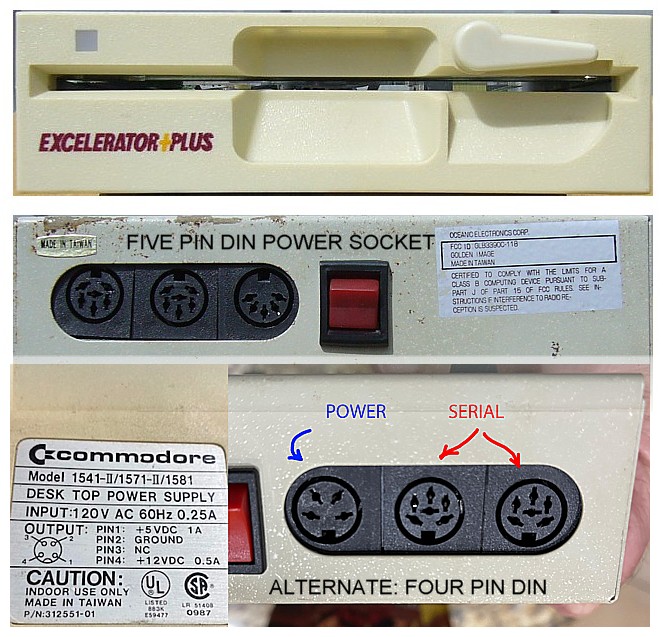 EXCELERATOR+PLUS
MADE IN TAIWAN
FIVE PIN DIN POWER SOCKET
OCEANIC ELECTRONICS CORP.
FCC ID: GLB339OC-118
GOLDEN IMAGE
MADE IN TAIWAN
CERTIFIED TO COMPLY WITH THE LIMITS FOR A
CLASS B COMPUTING DEVICE PURSUANT TO SUB-
PART J OF PART 15 OF FCC RULES. SEE IN-
STRUCTIONS IF INTERFERENCE TO RADIO RE-
CEPTION IS SUSPECTED.
POWER
SERIAL
ALTERNATE: FOUR PIN DIN
commodore
Model 1541-II/1571-II/1581
DESK TOP POWER SUPPLY
INPUT:120V AC 60Hz 0.25A
OUTPUT: PIN1: +5VDC 1A
PIN2: GROUND
PIN3: NC
PIN4: +12VDC 0.5A
3 2
4 1
CAUTION:
INDOOR USE ONLY
MADE IN TAIWAN
P/N:312551-01
UL
LISTED
883K
E59477
SA
LR 51408
0987